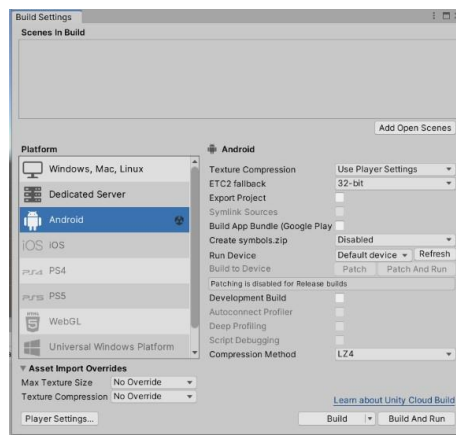 Build Settings
Scenes In Build
Add Open Scenes
Platform
Windows, Mac, Linux
Dedicated Server
Android
iOS iOS
PS4 PS4
PS5 PS5
WebGL
Universal Windows Platform
Android
Texture Compression Use Player Settings
ETC2 fallback 32-bit
Export Project
Symlink Sources
Build App Bundle (Google Play
Create symbols.zip Disabled
Run Device Default device Refresh
Build to Device Patch Patch And Run
Patching is disabled for Release builds
Development Build
Autoconnect Profiler
Deep Profiling
Script Debugging
Compression Method LZ4
Asset Import Overrides
Max Texture Size No Override
Texture Compression No Override
Learn about Unity Cloud Build
Player Settings... Build Build And Run